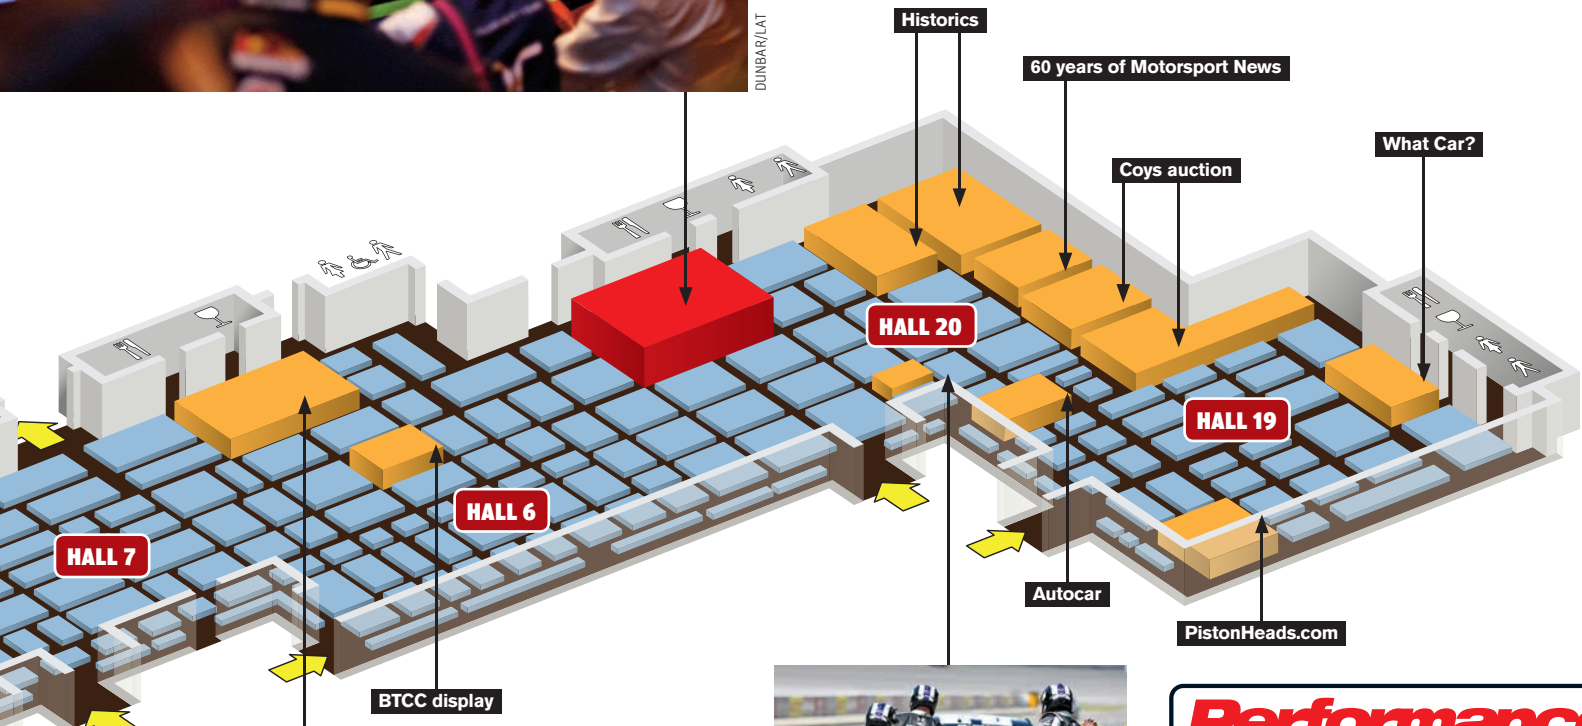 DUNBAR/LAT
Historics
60 years of Motorsport News
What Car?
Coys auction
HALL 20
HALL 19
HALL 6
HALL 7
Autocar
PistonHeads.com
BTCC display
Performance